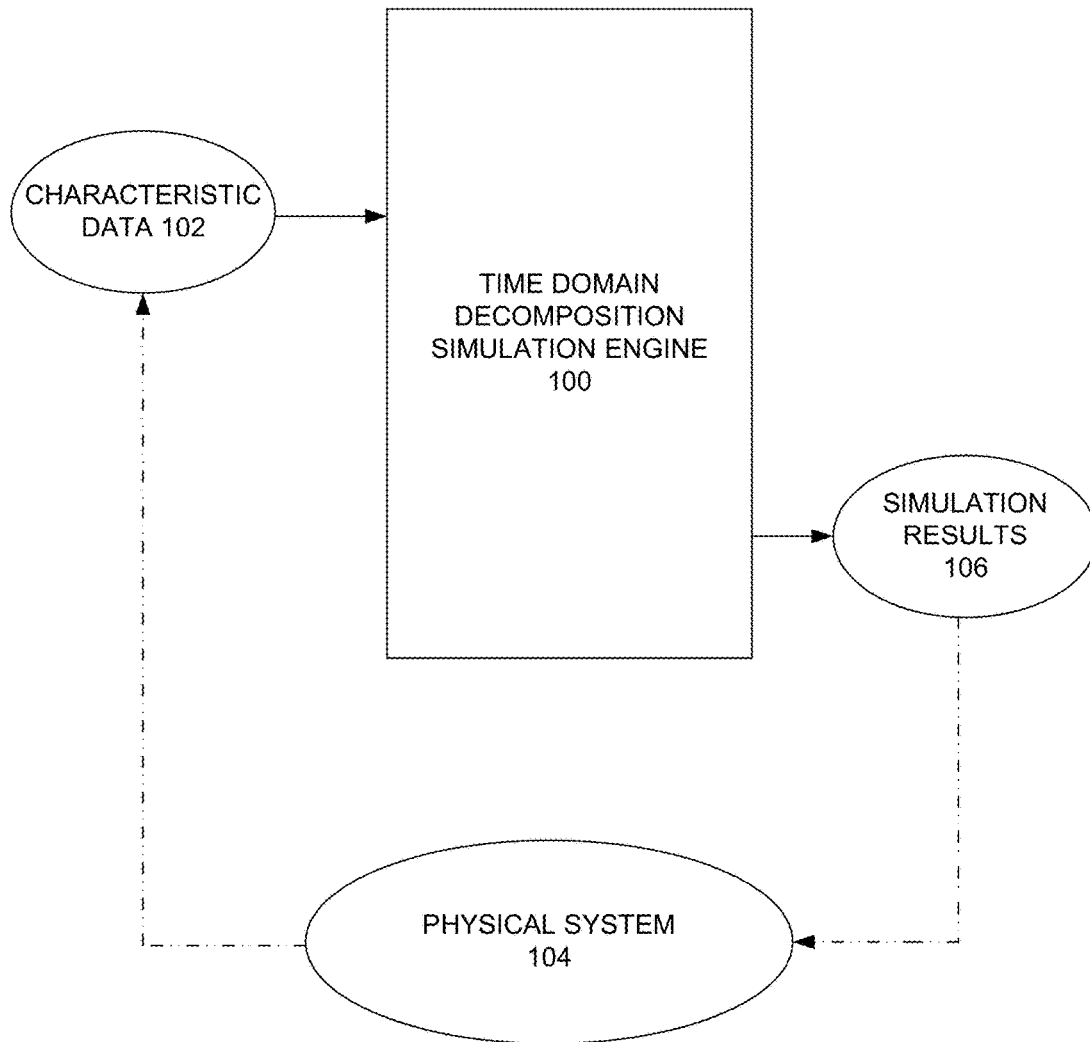 CHARACTERISTIC
DATA 102
TIME DOMAIN
DECOMPOSITION
SIMULATION ENGINE
100
SIMULATION
RESULTS
106
PHYSICAL SYSTEM
104